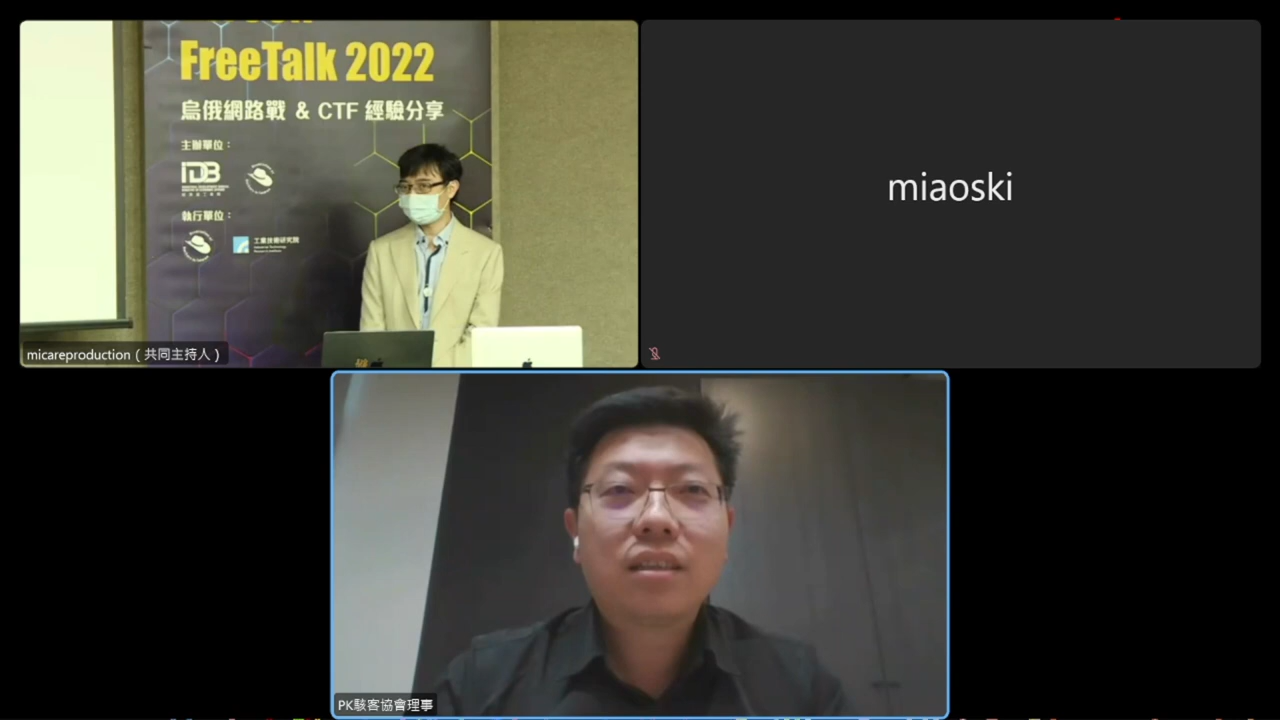 FreeTalk 2022
烏俄網路戰 & CTF 經驗分享
主辦單位：
IDB
執行單位：
工業技術研究院
micareproduction（共同主持人）
miaoski
PK駭客協會理事